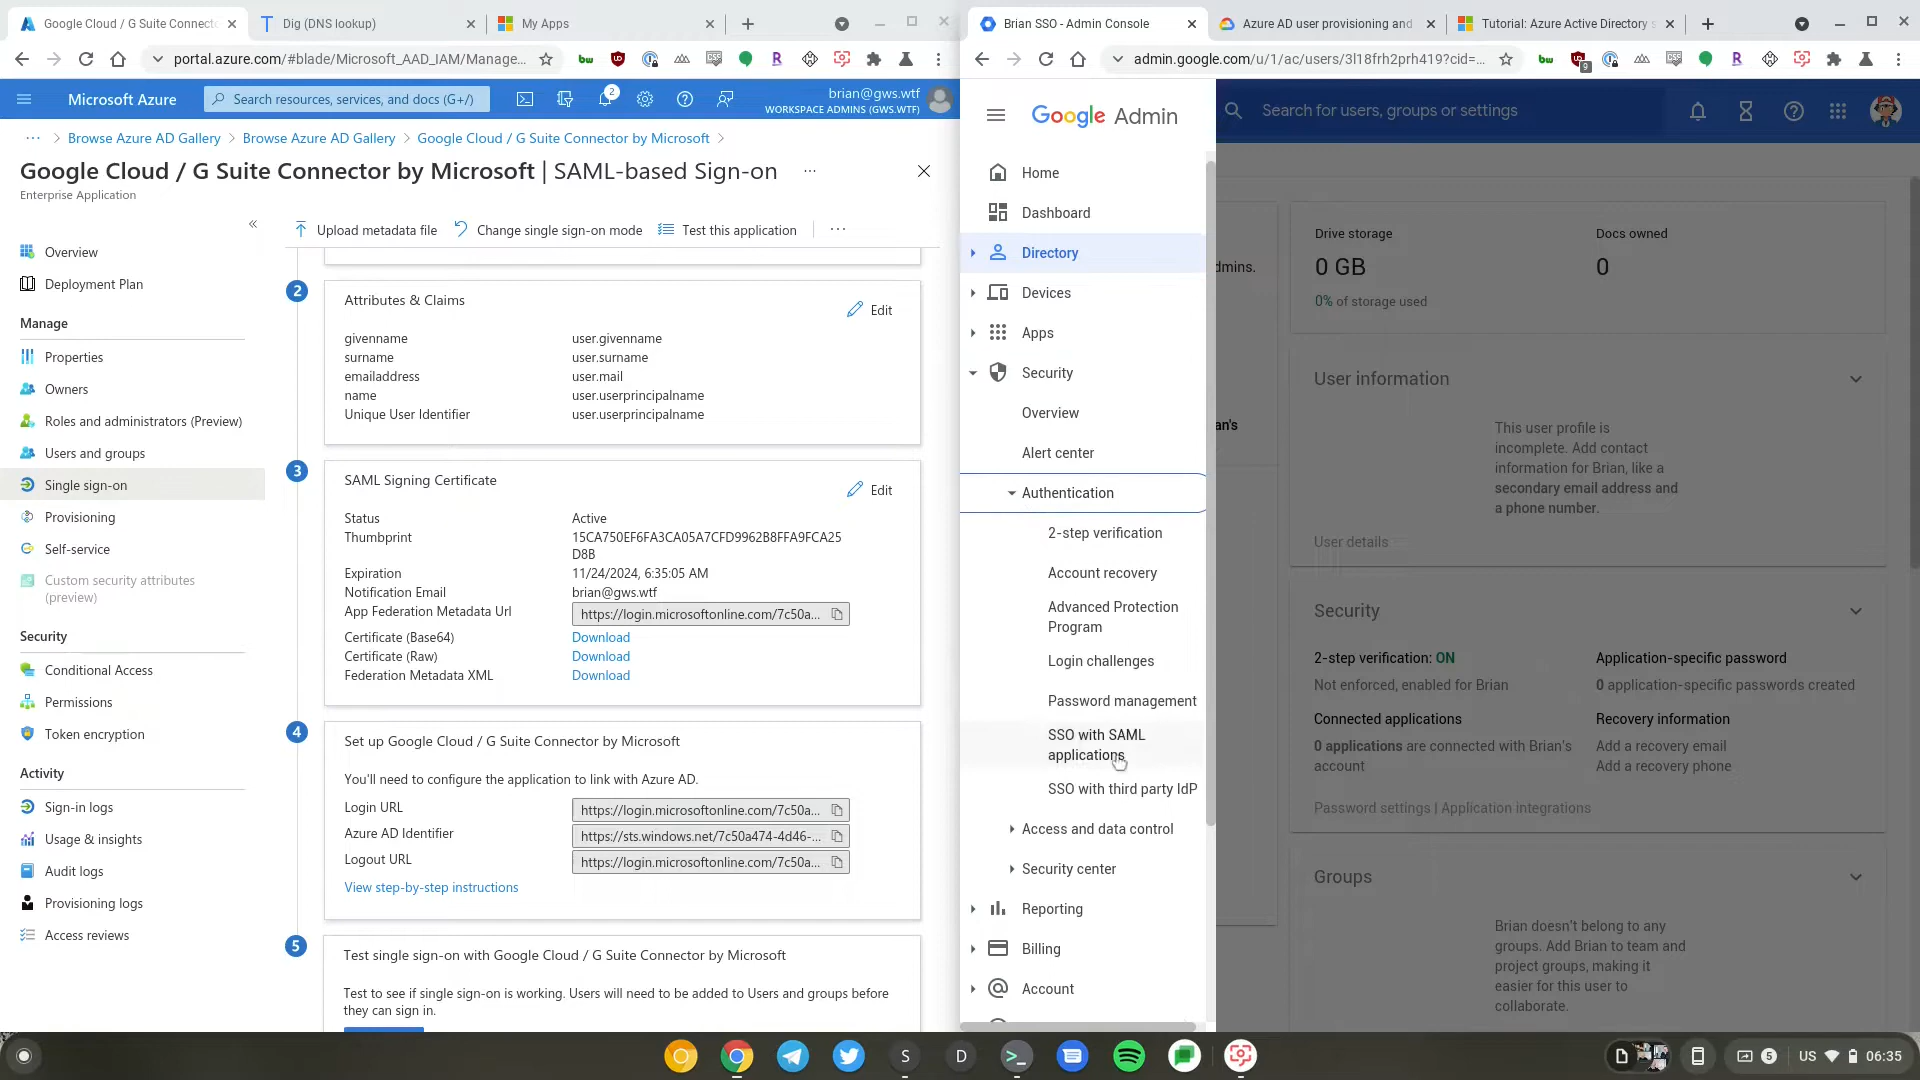 Google Cloud / G Suite Connecto
Dig (DNS lookup)
My Apps
portal.azure.com/#blade/Microsoft_AAD_IAM/Manage...
Microsoft Azure
Search resources, services, and docs (G+/)
2
brian@gws.wtf
WORKSPACE ADMINS (GWS.WTF)
Browse Azure AD Gallery
Browse Azure AD Gallery
Google Cloud / G Suite Connector by Microsoft
Google Cloud / G Suite Connector by Microsoft | SAML-based Sign-on
Enterprise Application
Upload metadata file
Change single sign-on mode
Test this application
Overview
Deployment Plan
Manage
Properties
Owners
Roles and administrators (Preview)
Users and groups
Single sign-on
Provisioning
Self-service
Custom security attributes
(preview)
Security
Conditional Access
Permissions
Token encryption
Activity
Sign-in logs
Usage & insights
Audit logs
Provisioning logs
Access reviews
2
Attributes & Claims
Edit
givenname user.givenname
surname user.surname
emailaddress user.mail
name user.userprincipalname
Unique User Identifier user.userprincipalname
3
SAML Signing Certificate
Edit
Status Active
Thumbprint 15CA750EF6FA3CA05A7CFD9962B8FFA9FCA25
D8B
Expiration 11/24/2024, 6:35:05 AM
Notification Email brian@gws.wtf
App Federation Metadata Url https://login.microsoftonline.com/7c50a...
Certificate (Base64) Download
Certificate (Raw) Download
Federation Metadata XML Download
4
Set up Google Cloud / G Suite Connector by Microsoft
You'll need to configure the application to link with Azure AD.
Login URL https://login.microsoftonline.com/7c50a...
Azure AD Identifier https://sts.windows.net/7c50a474-4d46-...
Logout URL https://login.microsoftonline.com/7c50a...
View step-by-step instructions
5
Test single sign-on with Google Cloud / G Suite Connector by Microsoft
Test to see if single sign-on is working. Users will need to be added to Users and groups before
they can sign in.
Brian SSO - Admin Console
Azure AD user provisioning and
Tutorial: Azure Active Directory s
admin.google.com/u/1/ac/users/3l18frh2prh419?cid=...
9
Google Admin
Search for users, groups or settings
Home
Dashboard
Directory
Devices
Apps
Security
Overview
Alert center
Authentication
2-step verification
Account recovery
Advanced Protection
Program
Login challenges
Password management
SSO with SAML
applications
SSO with third party IdP
Access and data control
Security center
Reporting
Billing
Account
dmins.
an's
Drive storage
0 GB
0% of storage used
Docs owned
0
User information
This user profile is
incomplete. Add contact
information for Brian, like a
secondary email address and
a phone number.
User details
Security
2-step verification: ON
Not enforced, enabled for Brian
Application-specific password
0 application-specific passwords created
Connected applications
0 applications are connected with Brian's
account
Recovery information
Add a recovery email
Add a recovery phone
Password settings | Application integrations
Groups
Brian doesn't belong to any
groups. Add Brian to team and
project groups, making it
easier for this user to
collaborate.
S
D
5
US
06:35